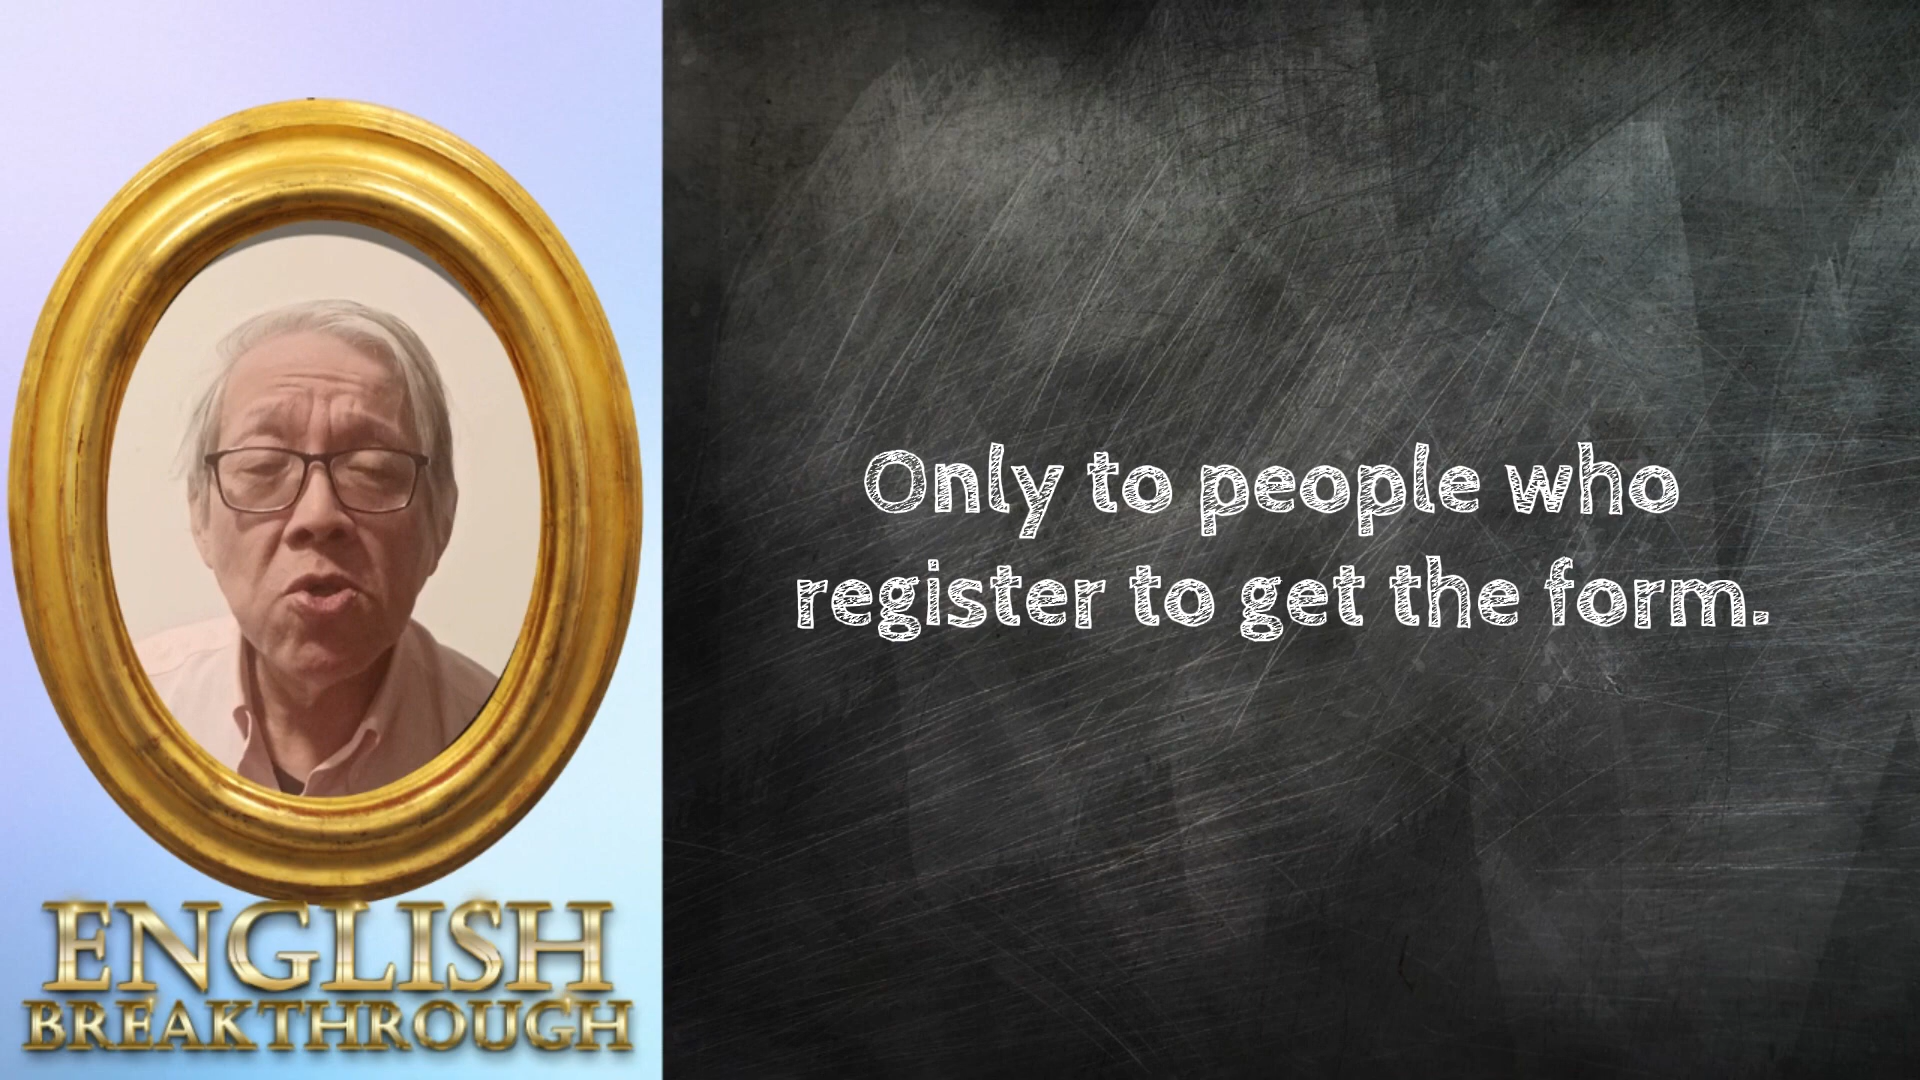 Only to people who
register to get the form.
ENGLISH
BREAKTHROUGH